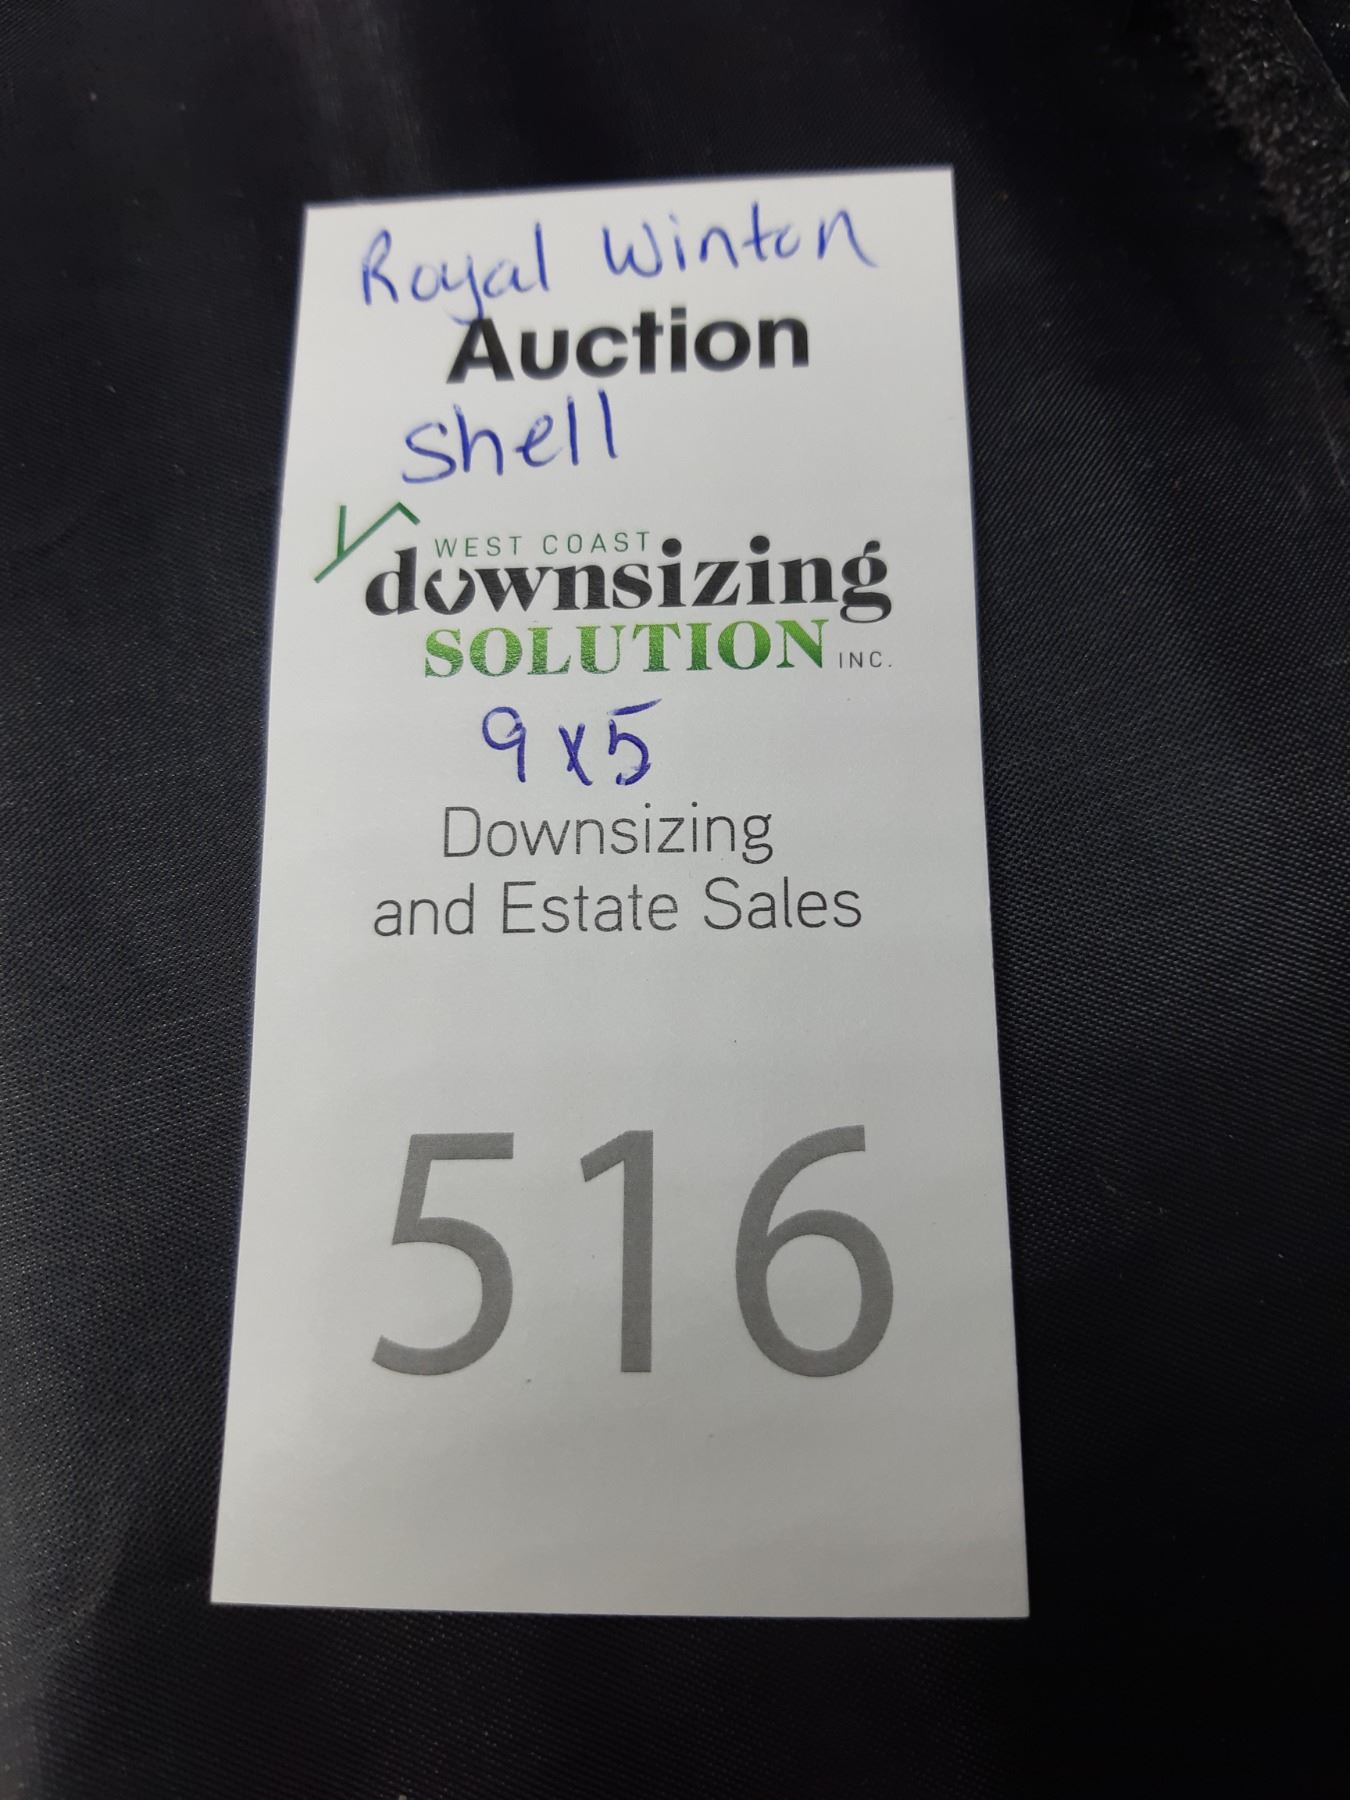 Royal Winton
Auction
Shell
WEST COAST
downsizing
SOLUTION INC.
9x5
Downsizing
and Estate Sales
516